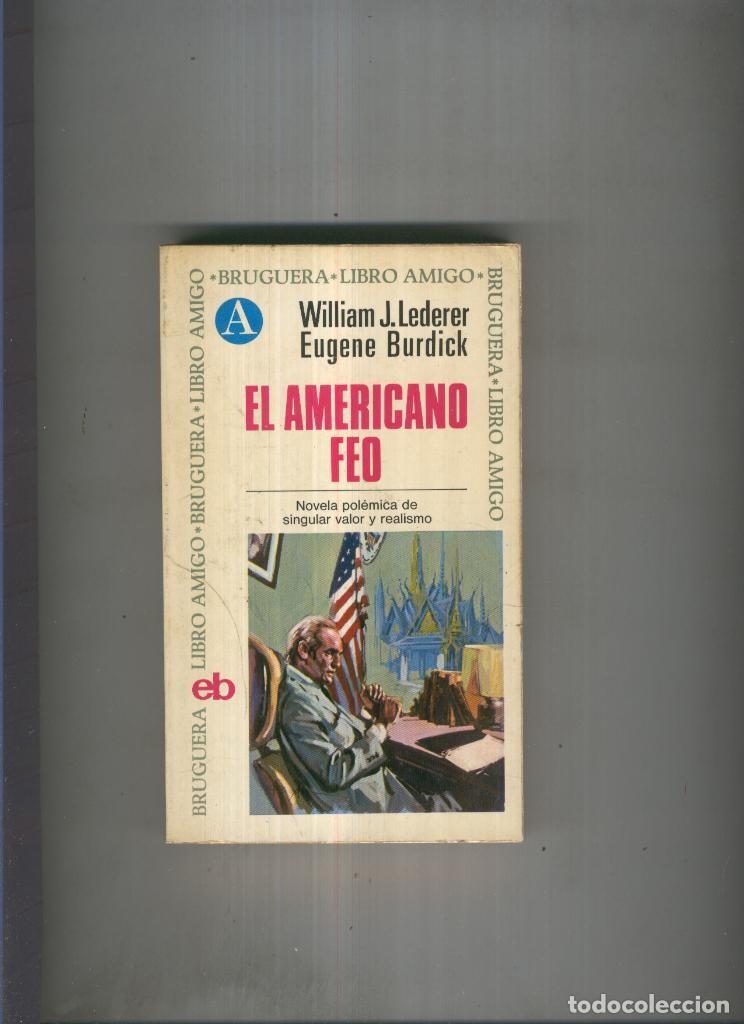 *BRUGUERA*LIBRO AMIGO*
BRUGUERA*LIBRO AMIGO
BRUGUERA LIBRO AMIGO*BRUGUERA*LIBRO AMIGO
A
William J. Lederer
Eugene Burdick
EL AMERICANO
FEO
Novela polémica de
singular valor y realismo
eb
todocoleccion